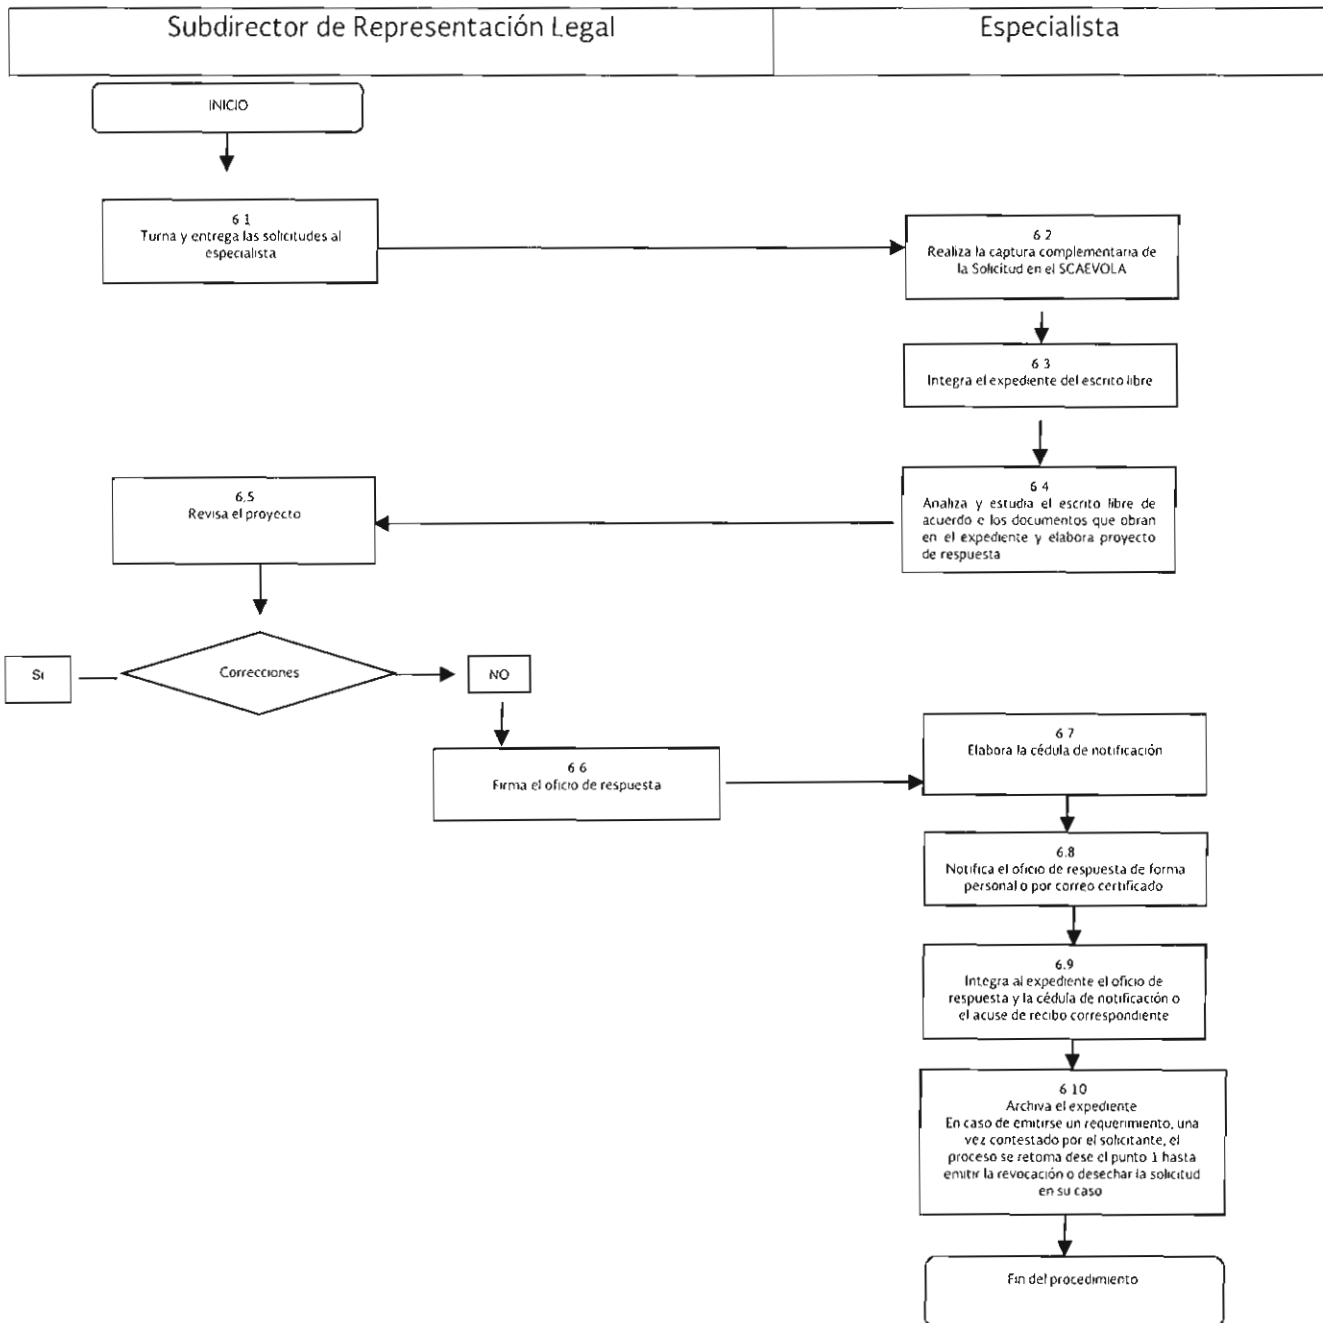 Subdirector de Representación Legal
Especialista
INICIO
6 1
Turna y entrega las solicitudes al
especialista
6 2
Realiza la captura complementaria de
la Solicitud en el SCAEVOLA
6 3
Integra el expediente del escrito libre
6 4
Analiza y estudia el escrito libre de
acuerdo e los documentos que obran
en el expediente y elabora proyecto
de respuesta
6.5
Revisa el proyecto
Correcciones
Si
NO
6 6
Firma el oficio de respuesta
6 7
Elabora la cédula de notificación
6.8
Notifica el oficio de respuesta de forma
personal o por correo certificado
6.9
Integra al expediente el oficio de
respuesta y la cédula de notificación o
el acuse de recibo correspondiente
6 10
Archiva el expediente
En caso de emitirse un requerimiento, una
vez contestado por el solicitante, el
proceso se retoma dese el punto 1 hasta
emitir la revocación o desechar la solicitud
en su caso
Fin del procedimiento